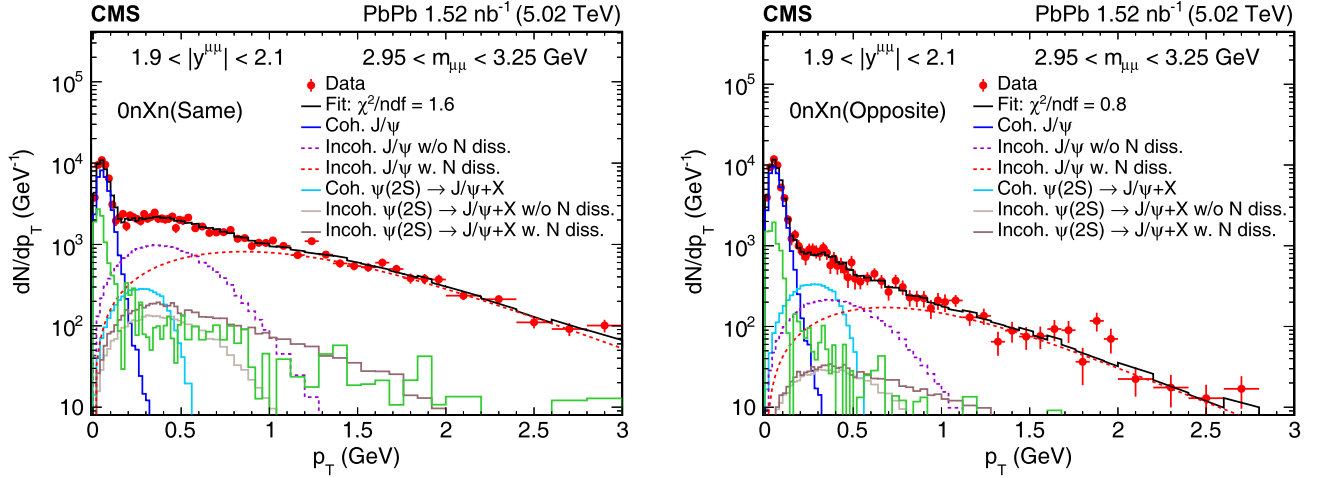 CMS PbPb 1.52 nb⁻¹ (5.02 TeV)
1.9 < |y^μμ| < 2.1 2.95 < m_μμ < 3.25 GeV
0nXn(Same)
Data
Fit: χ²/ndf = 1.6
Coh. J/ψ
Incoh. J/ψ w/o N diss.
Incoh. J/ψ w. N diss.
Coh. ψ(2S) → J/ψ+X
Incoh. ψ(2S) → J/ψ+X w/o N diss.
Incoh. ψ(2S) → J/ψ+X w. N diss.
dN/dp_T (GeV⁻¹)
10⁵
10⁴
10³
10²
10
0 0.5 1 1.5 2 2.5 3
p_T (GeV)
CMS PbPb 1.52 nb⁻¹ (5.02 TeV)
1.9 < |y^μμ| < 2.1 2.95 < m_μμ < 3.25 GeV
0nXn(Opposite)
Data
Fit: χ²/ndf = 0.8
Coh. J/ψ
Incoh. J/ψ w/o N diss.
Incoh. J/ψ w. N diss.
Coh. ψ(2S) → J/ψ+X
Incoh. ψ(2S) → J/ψ+X w/o N diss.
Incoh. ψ(2S) → J/ψ+X w. N diss.
dN/dp_T (GeV⁻¹)
10⁵
10⁴
10³
10²
10
0 0.5 1 1.5 2 2.5 3
p_T (GeV)